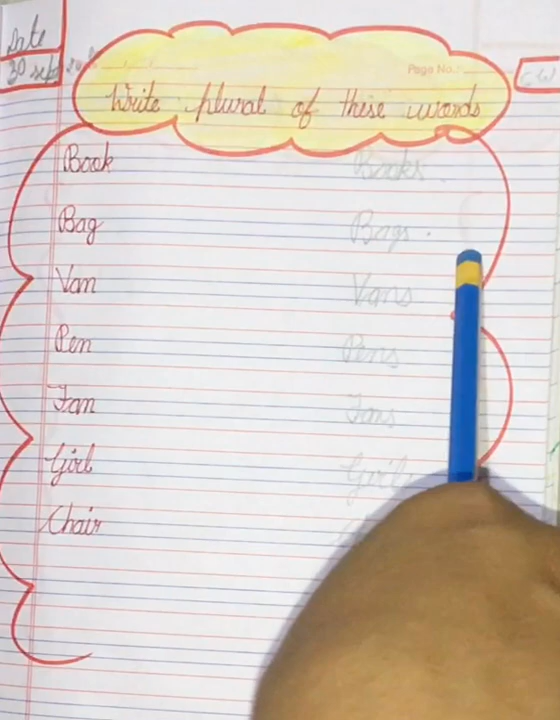 Date
30 sept
Page No.:
C.W
Write plural of these words
Book Books
Bag Bags
Van Vans
Pen Pens
Fan Fans
Girl
Chair